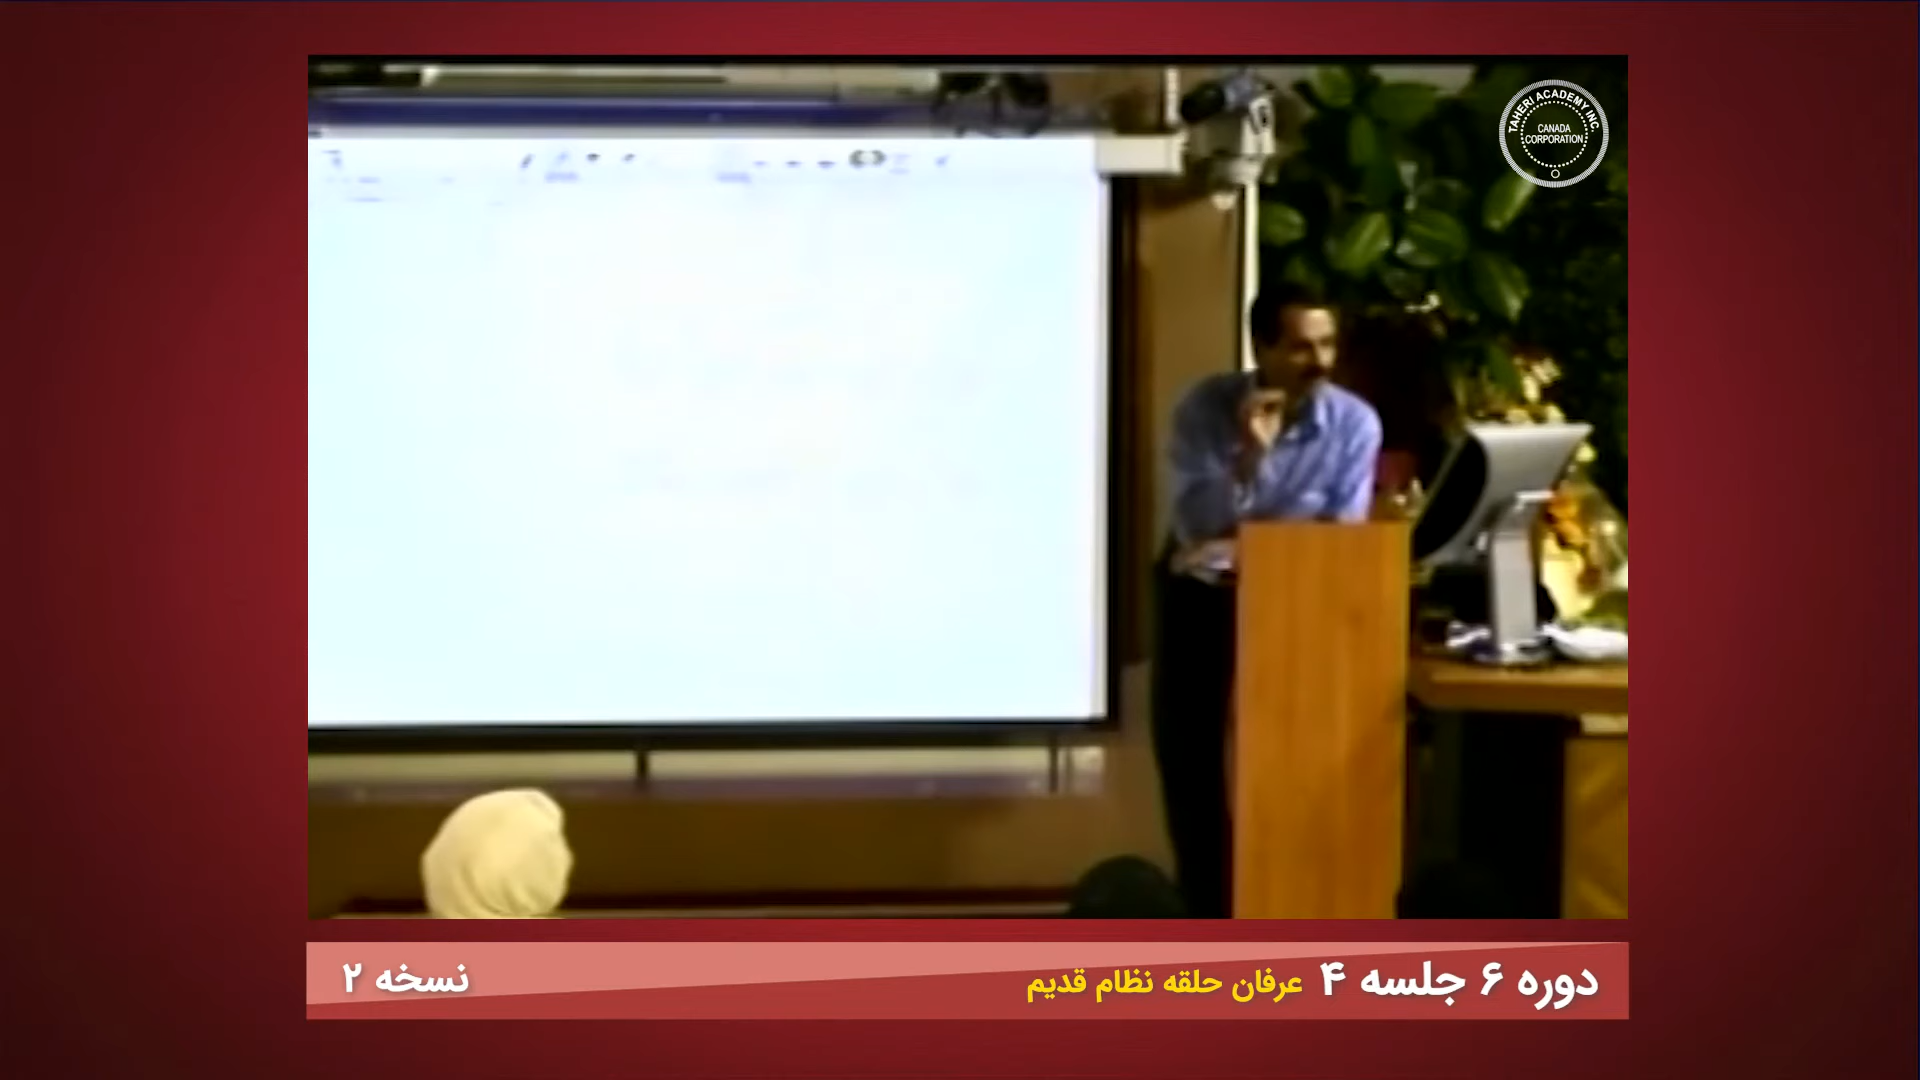 TAHERI ACADEMY INC.
CANADA
CORPORATION
دوره ۶ جلسه ۴ عرفان حلقه نظام قدیم
نسخه ۲